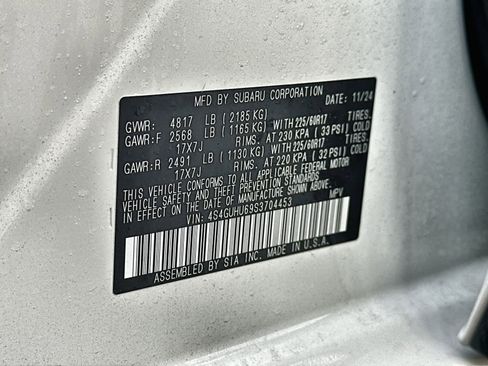 MFD BY SUBARU CORPORATION DATE: 11/24
GVWR: 4817 LB (2185 KG)
GAWR:F 2568 LB (1165 KG) WITH 225/60R17 TIRES.
17X7J RIMS. AT 230 KPA (33 PSI) COLD
GAWR:R 2491 LB (1130 KG) WITH 225/60R17 TIRES.
17X7J RIMS. AT 220 KPA (32 PSI) COLD
THIS VEHICLE CONFORMS TO ALL APPLICABLE FEDERAL MOTOR
VEHICLE SAFETY AND THEFT PREVENTION STANDARDS
IN EFFECT ON THE DATE OF MANUFACTURE SHOWN ABOVE.
VIN: 4S4GUHU69S3704453 MPV
ASSEMBLED BY SIA INC. MADE IN U.S.A.